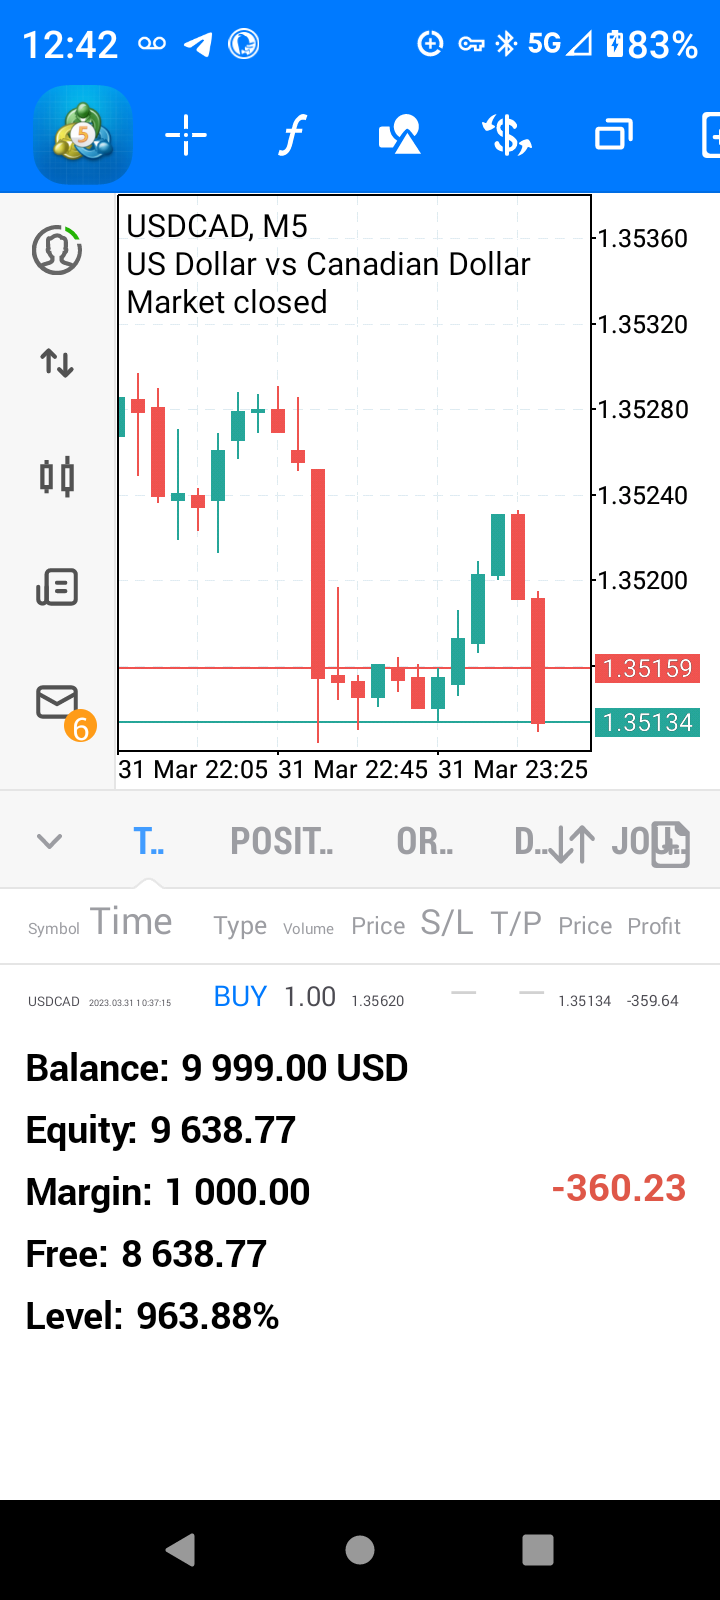 12:42 5G 83%
5
USDCAD, M5
US Dollar vs Canadian Dollar
Market closed
1.35360
1.35320
1.35280
1.35240
1.35200
1.35159
1.35134
6
31 Mar 22:05 31 Mar 22:45 31 Mar 23:25
T.. POSIT.. OR.. D.. JOU..
Symbol Time Type Volume Price S/L T/P Price Profit
USDCAD 2023.03.31 10:37:15 BUY 1.00 1.35620 — — 1.35134 -359.64
Balance: 9 999.00 USD
Equity: 9 638.77
Margin: 1 000.00 -360.23
Free: 8 638.77
Level: 963.88%